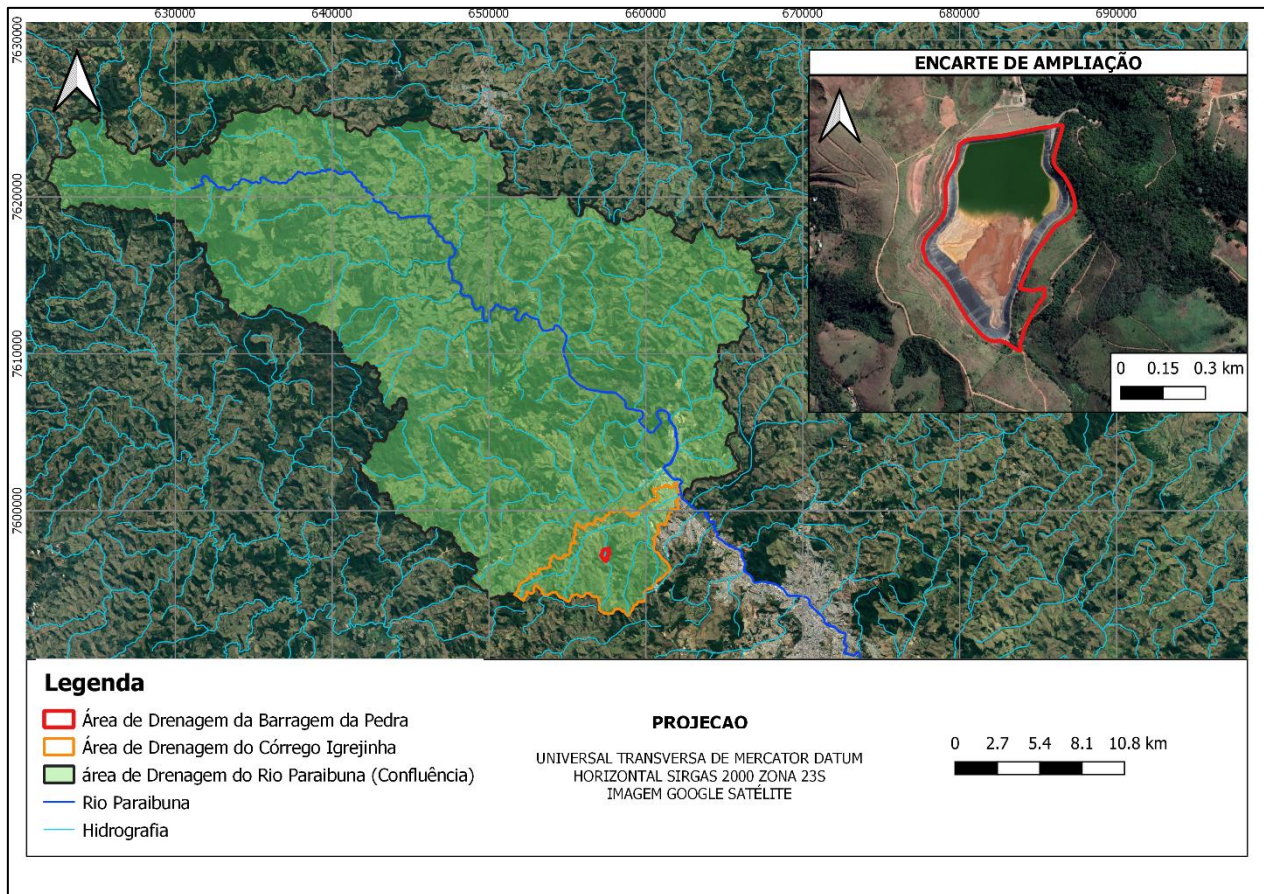 630000 640000 650000 660000 670000 680000 690000
7630000
7620000
7610000
7600000
ENCARTE DE AMPLIAÇÃO
0 0.15 0.3 km
Legenda
Área de Drenagem da Barragem da Pedra
Área de Drenagem do Córrego Igrejinha
área de Drenagem do Rio Paraibuna (Confluência)
Rio Paraibuna
Hidrografia
PROJECAO
UNIVERSAL TRANSVERSA DE MERCATOR DATUM
HORIZONTAL SIRGAS 2000 ZONA 23S
IMAGEM GOOGLE SATÉLITE
0 2.7 5.4 8.1 10.8 km